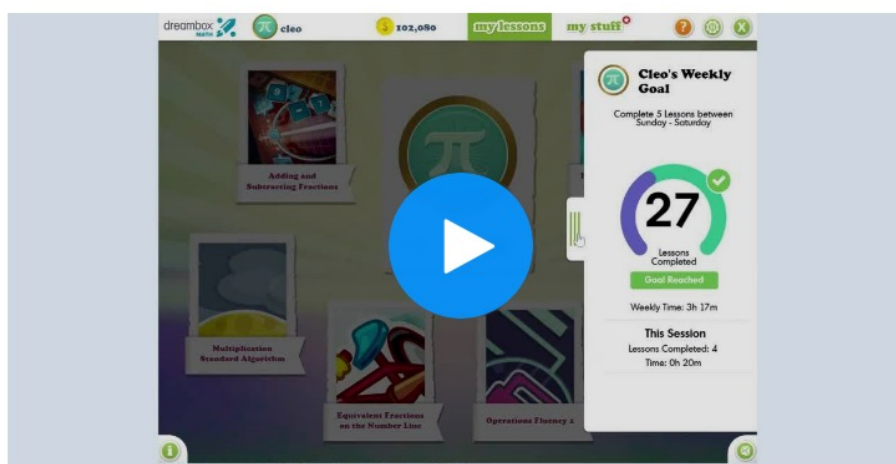 dreambox
MATH
cleo
102,080
my lessons
my stuff
Cleo's Weekly
Goal
Complete 5 Lessons between
Sunday - Saturday
27
Lessons
Completed
Goal Reached
Weekly Time: 3h 17m
This Session
Lessons Completed: 4
Time: 0h 20m
Adding and
Subtracting Fractions
Multiplication
Standard Algorithm
Equivalent Fractions
on the Number Line
Operations Fluency 2